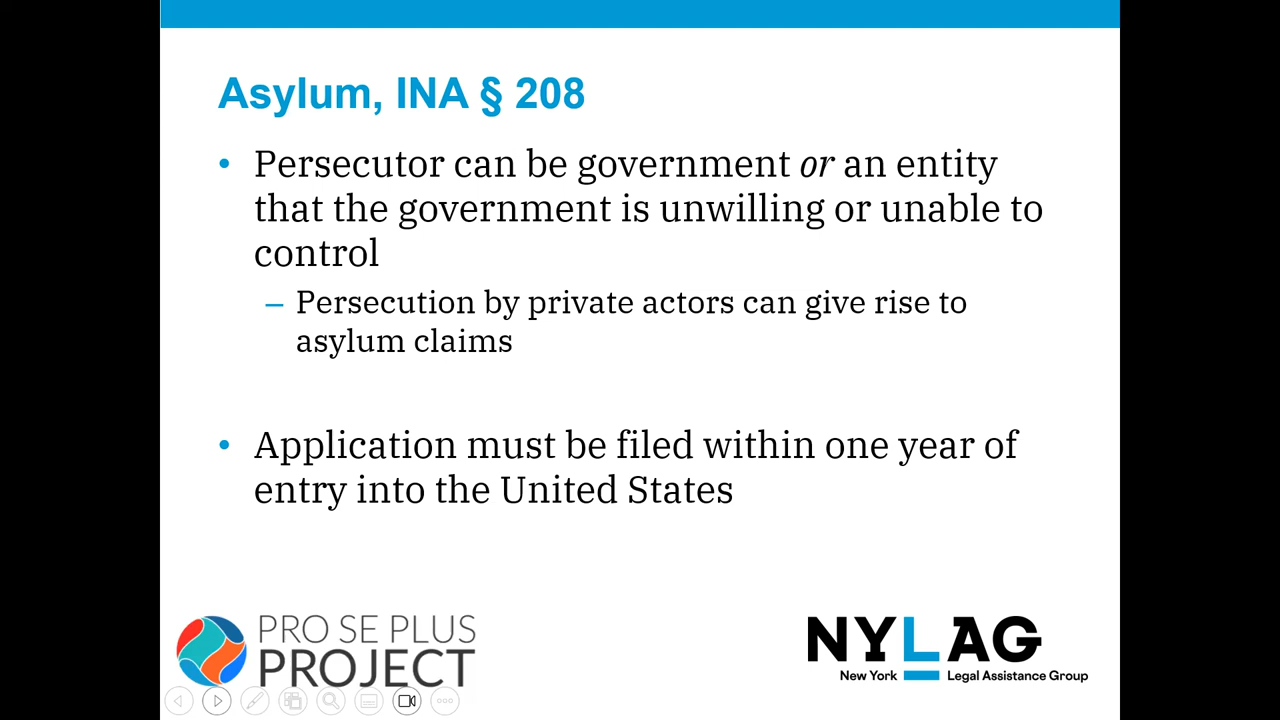 Asylum, INA § 208
• Persecutor can be government or an entity
that the government is unwilling or unable to
control
– Persecution by private actors can give rise to
asylum claims
• Application must be filed within one year of
entry into the United States
PRO SE PLUS
PROJECT
NYLAG
New York Legal Assistance Group